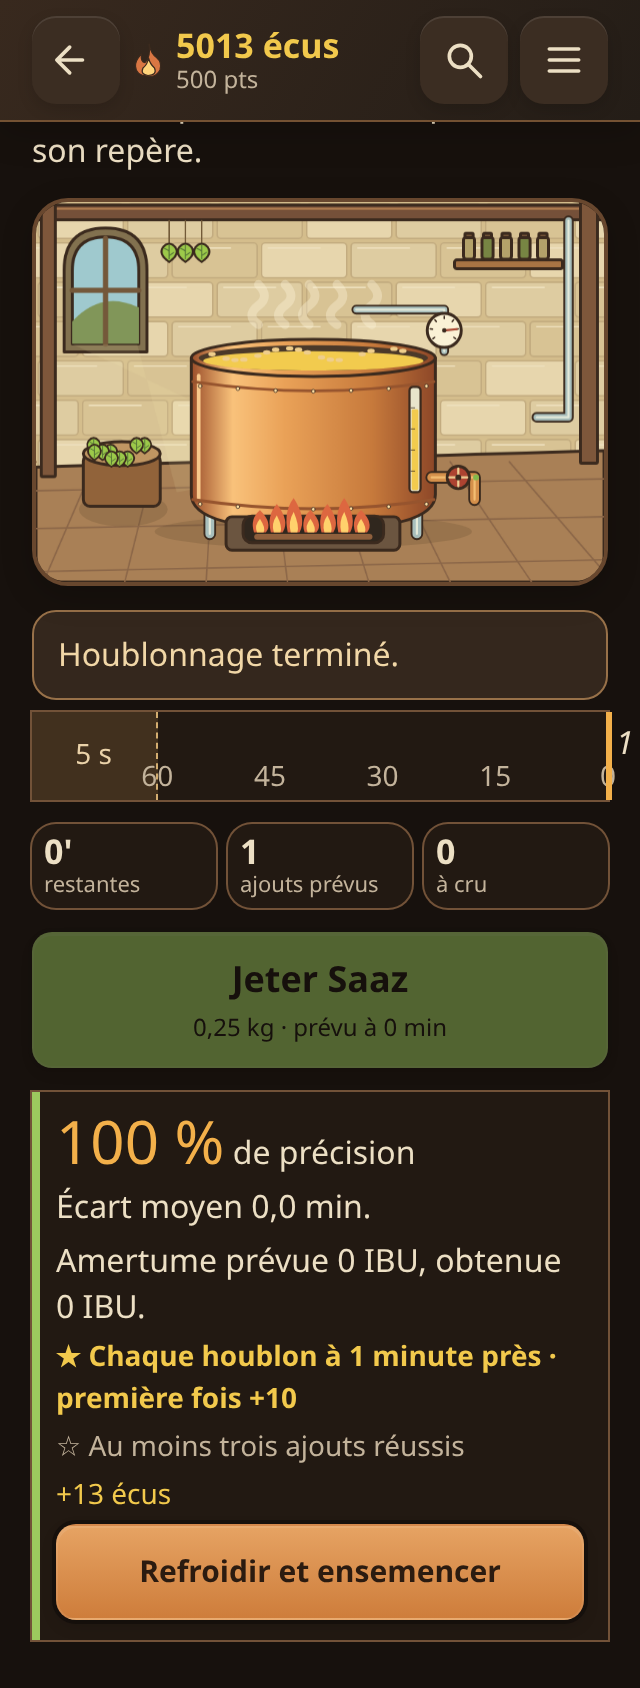 5013 écus
500 pts
son repère.
Houblonnage terminé.
5 s
60
45
30
15
0
1
0'
restantes
1
ajouts prévus
0
à cru
Jeter Saaz
0,25 kg · prévu à 0 min
100 % de précision
Écart moyen 0,0 min.
Amertume prévue 0 IBU, obtenue
0 IBU.
★ Chaque houblon à 1 minute près ·
première fois +10
☆ Au moins trois ajouts réussis
+13 écus
Refroidir et ensemencer